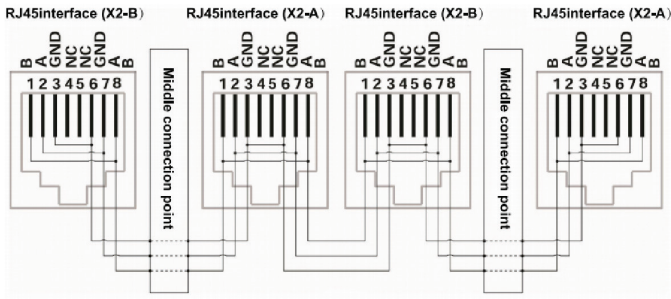 RJ45interface (X2-B) RJ45interface (X2-A) RJ45interface (X2-B) RJ45interface (X2-A)
B A GND NC NC GND A B
1 2 3 4 5 6 7 8
Middle connection point
B A GND NC NC GND A B
1 2 3 4 5 6 7 8
B A GND NC NC GND A B
1 2 3 4 5 6 7 8
Middle connection point
B A GND NC NC GND A B
1 2 3 4 5 6 7 8